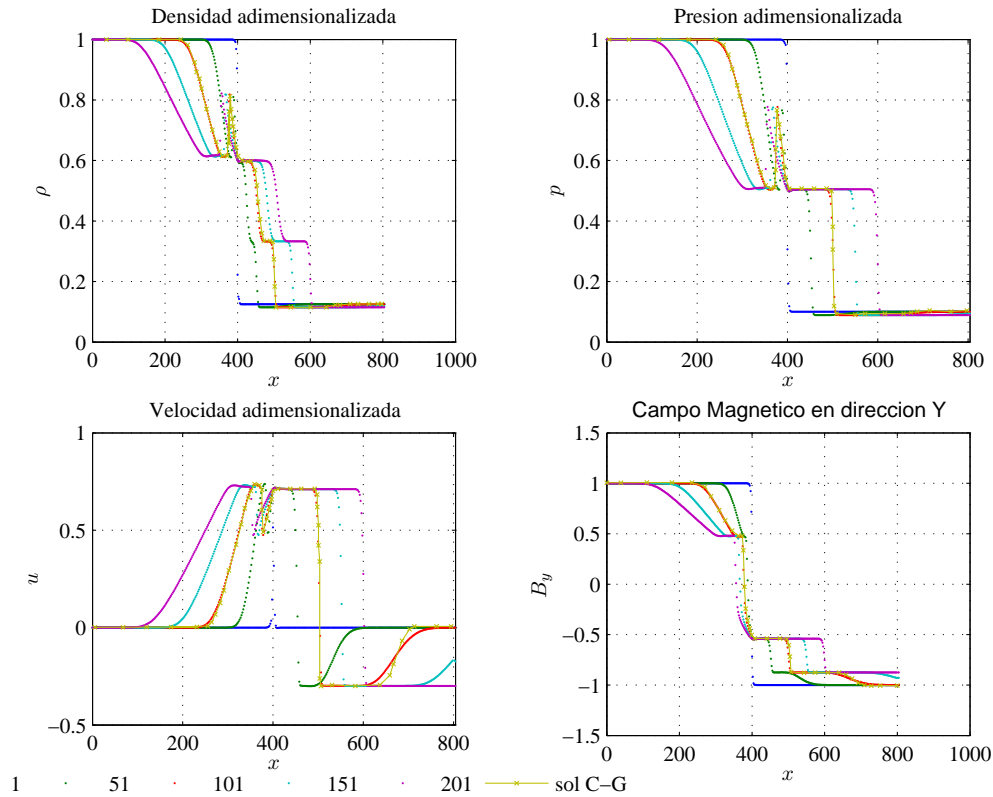 Densidad adimensionalizada
1
0.8
0.6
0.4
0.2
0
ρ
0 200 400 600 800 1000
x
Presion adimensionalizada
1
0.8
0.6
0.4
0.2
0
p
0 200 400 600 800
x
Velocidad adimensionalizada
1
0.5
0
−0.5
u
0 200 400 600 800
x
Campo Magnetico en direccion Y
1.5
1
0.5
0
−0.5
−1
−1.5
B_y
0 200 400 600 800 1000
x
1 51 101 151 201 sol C−G